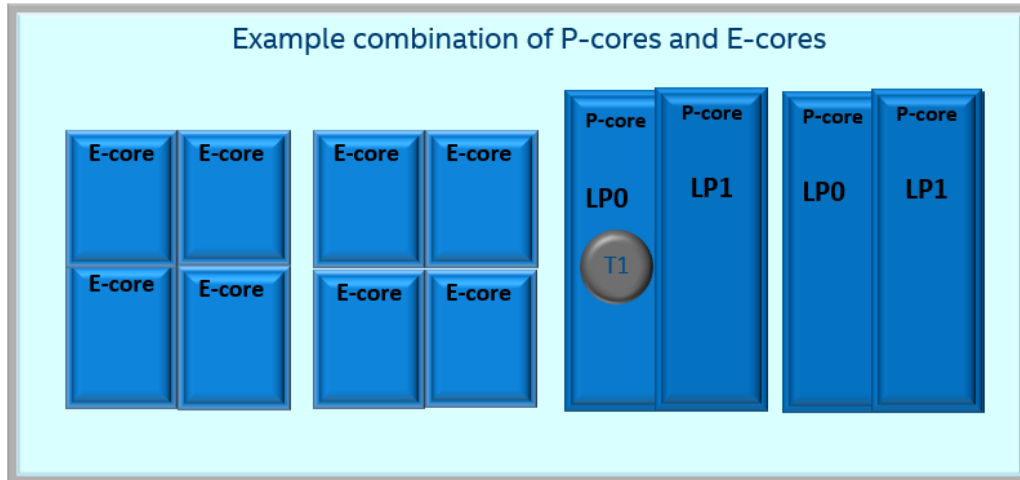 Example combination of P-cores and E-cores
E-core E-core E-core E-core
E-core E-core E-core E-core
P-core P-core P-core P-core
LP0 LP1 LP0 LP1
T1